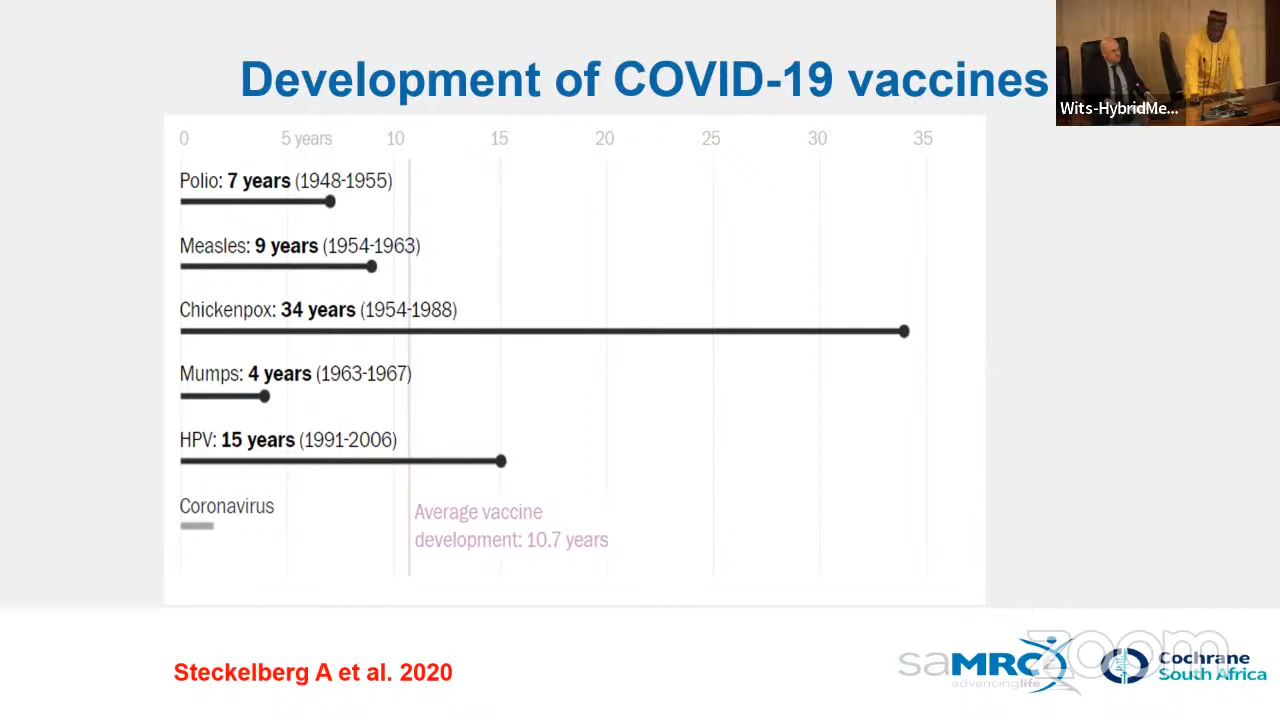 Development of COVID-19 vaccines
Wits-HybridMe...
0 5 years 10 15 20 25 30 35
Polio: 7 years (1948-1955)
Measles: 9 years (1954-1963)
Chickenpox: 34 years (1954-1988)
Mumps: 4 years (1963-1967)
HPV: 15 years (1991-2006)
Coronavirus
Average vaccine
development: 10.7 years
Steckelberg A et al. 2020
saMRC
advancinglife
zoom
Cochrane
South Africa